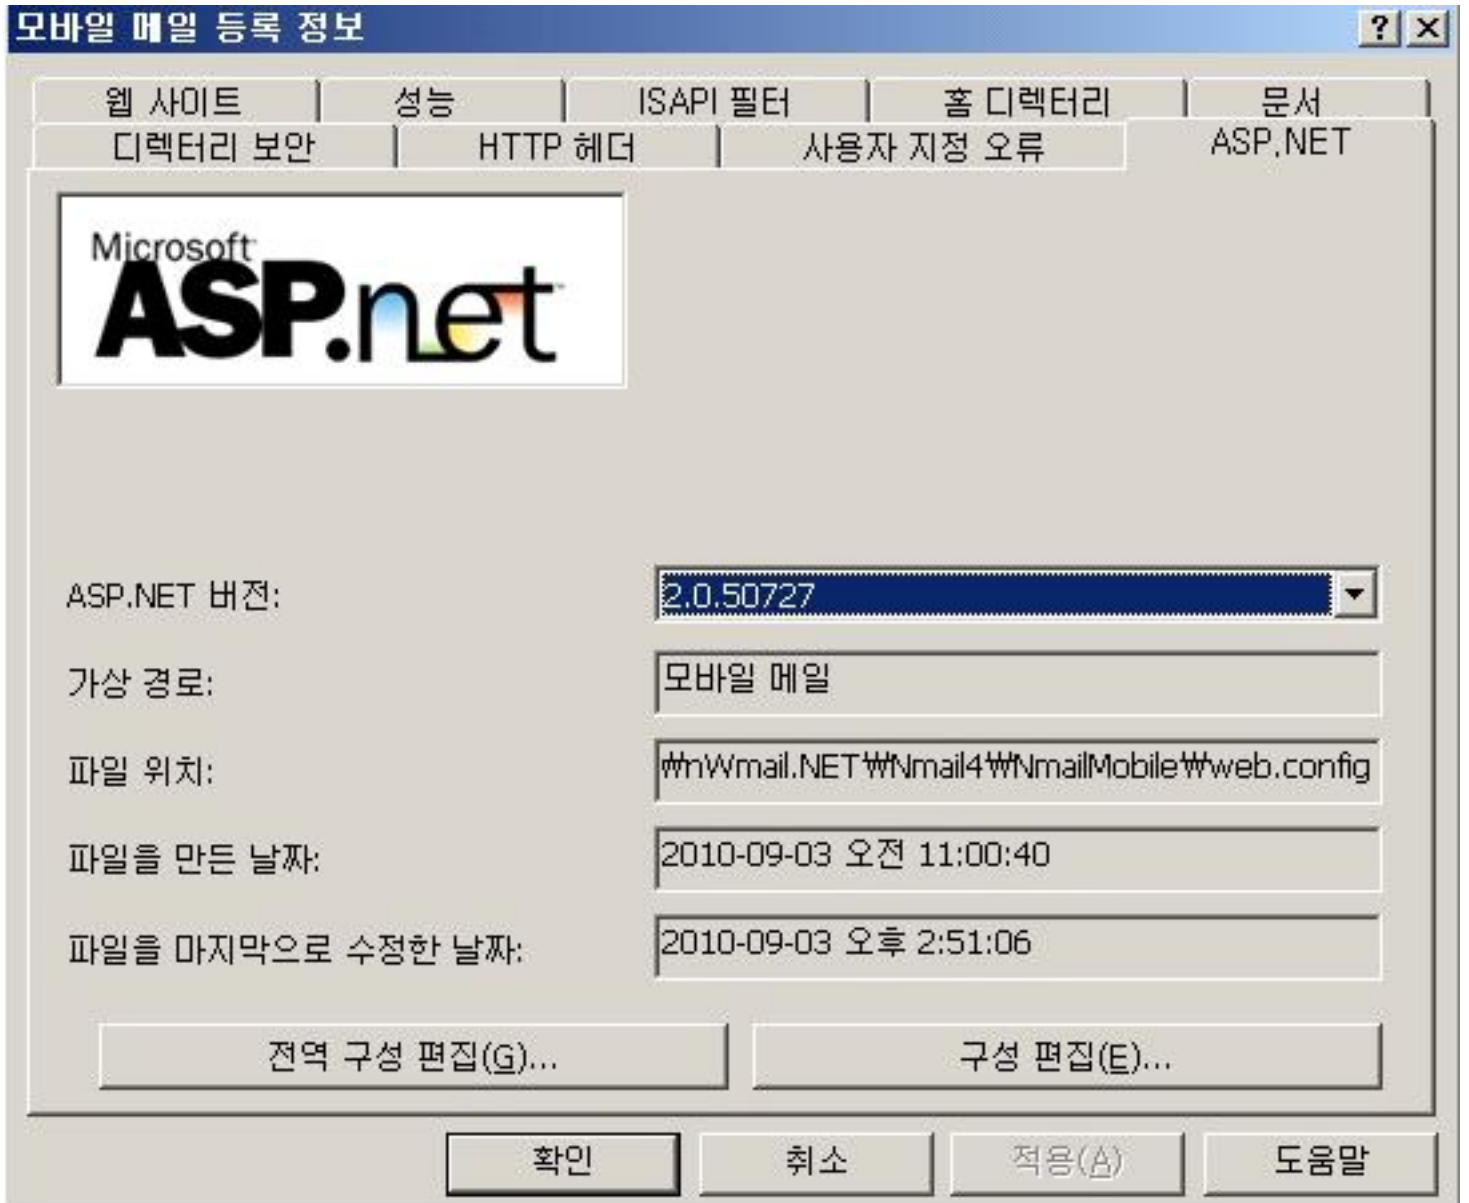 모바일 메일 등록 정보
웹 사이트 성능 ISAPI 필터 홈 디렉터리 문서
디렉터리 보안 HTTP 헤더 사용자 지정 오류 ASP.NET
Microsoft
ASP.net
ASP.NET 버전: 2.0.50727
가상 경로: 모바일 메일
파일 위치: ₩nWmail.NET₩Nmail4₩NmailMobile₩web.config
파일을 만든 날짜: 2010-09-03 오전 11:00:40
파일을 마지막으로 수정한 날짜: 2010-09-03 오후 2:51:06
전역 구성 편집(G)... 구성 편집(E)...
확인 취소 적용(A) 도움말